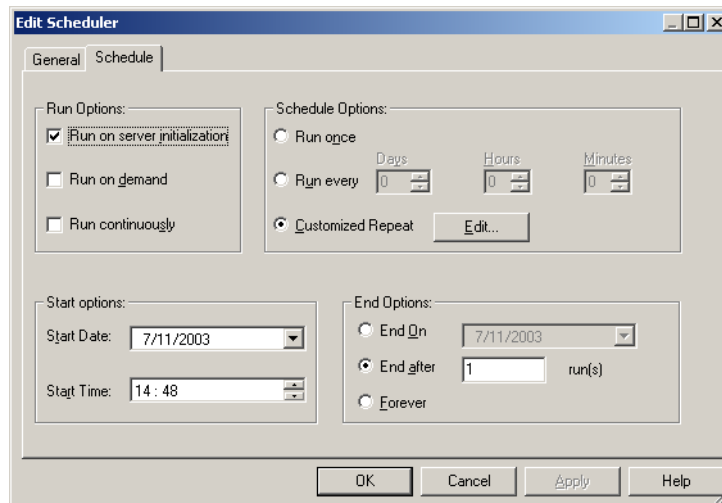 Edit Scheduler
General Schedule
Run Options:
Run on server initialization
Run on demand
Run continuously
Schedule Options:
Run once
Days Hours Minutes
Run every 0 0 0
Customized Repeat Edit...
Start options:
Start Date: 7/11/2003
Start Time: 14 : 48
End Options:
End On 7/11/2003
End after 1 run(s)
Forever
OK Cancel Apply Help